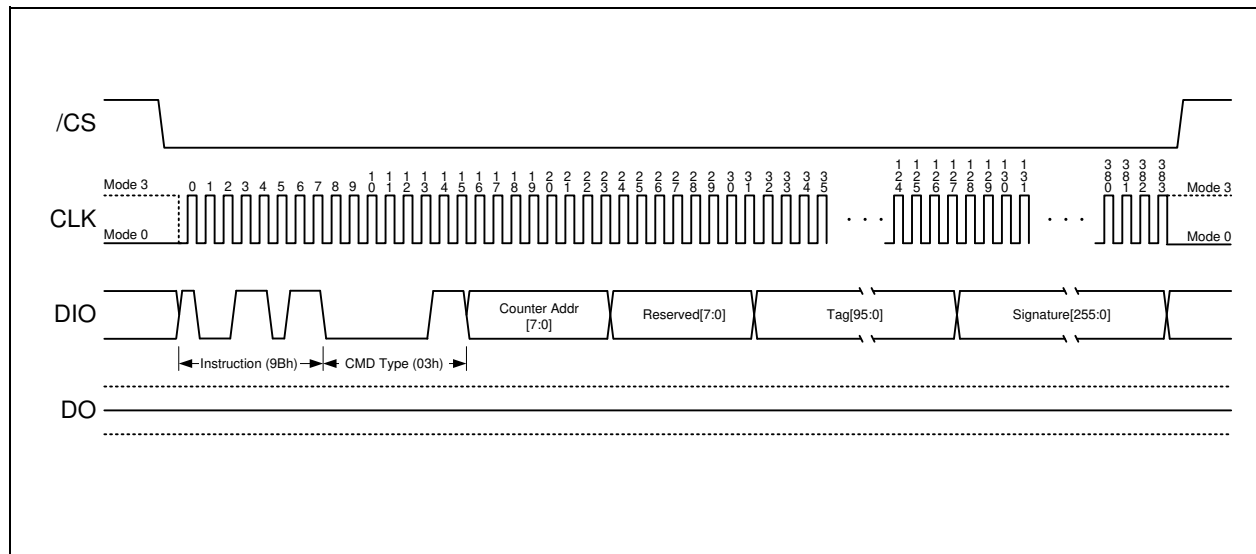 /CS
Mode 3
0 1 2 3 4 5 6 7 8 9 10 11 12 13 14 15 16 17 18 19 20 21 22 23 24 25 26 27 28 29 30 31 32 33 34 35 124 125 126 127 128 129 130 131 380 381 382 383
Mode 3
CLK
. . .
. . .
Mode 0
Mode 0
DIO
Counter Addr
[7:0]
Reserved[7:0]
Tag[95:0]
Signature[255:0]
Instruction (9Bh)
CMD Type (03h)
DO